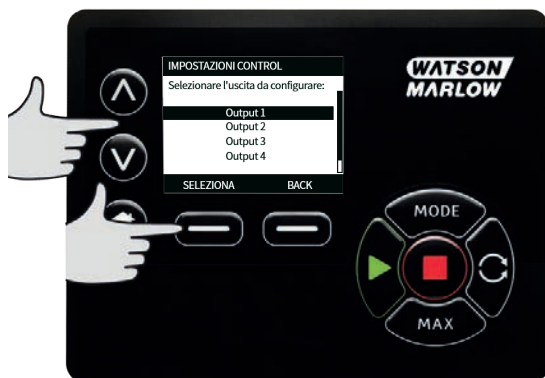 IMPOSTAZIONI CONTROL
WATSON
MARLOW
Selezionare l'uscita da configurare:
Output 1
Output 2
Output 3
Output 4
SELEZIONA BACK
MODE
MAX